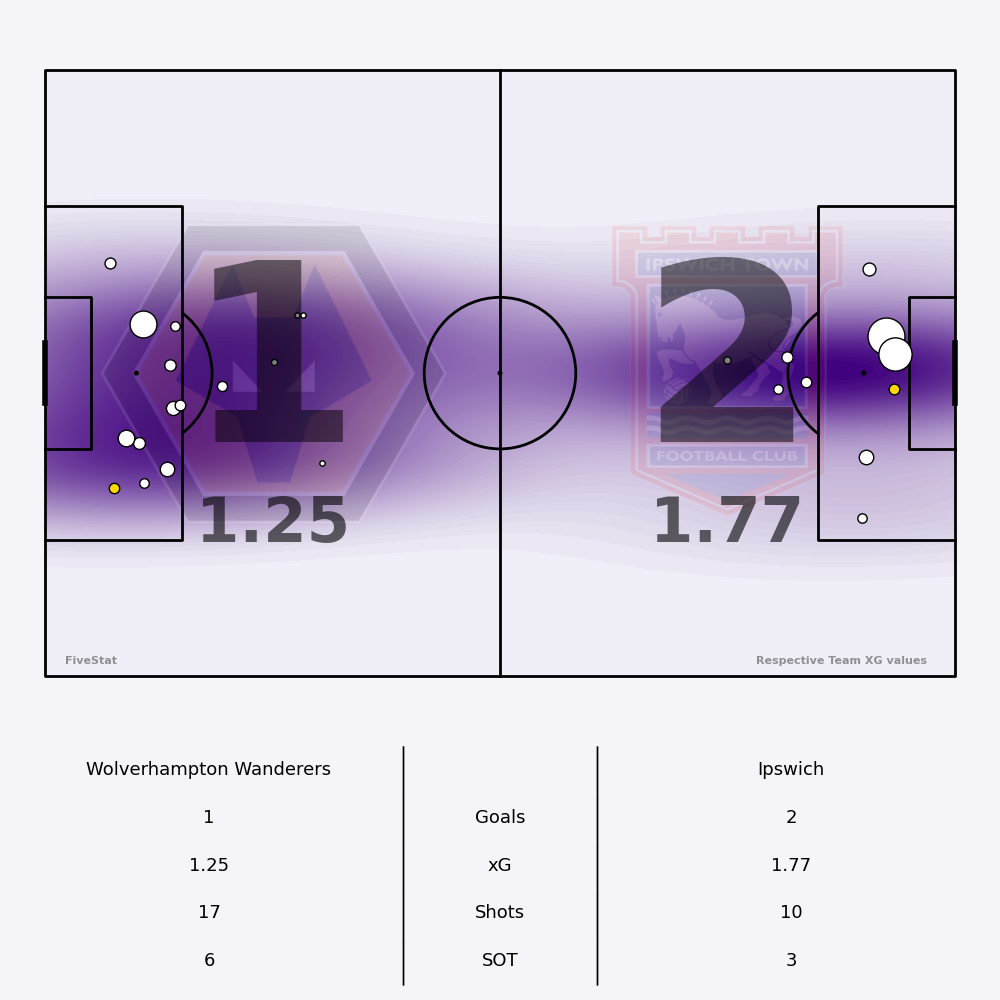 IPSWICH TOWN
FOOTBALL CLUB
1
2
1.25
1.77
FiveStat
Respective Team XG values
Wolverhampton Wanderers
Ipswich
1
Goals
2
1.25
xG
1.77
17
Shots
10
6
SOT
3